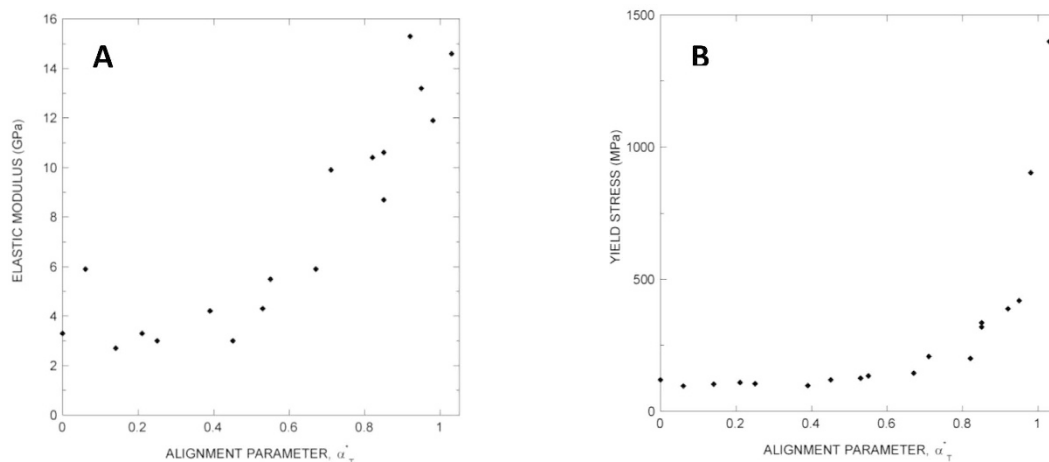 A
16
14
12
10
8
6
4
2
0
ELASTIC MODULUS (GPa)
0 0.2 0.4 0.6 0.8 1
ALIGNMENT PARAMETER, α*T
B
1500
1000
500
0
YIELD STRESS (MPa)
0 0.2 0.4 0.6 0.8 1
ALIGNMENT PARAMETER, α*T